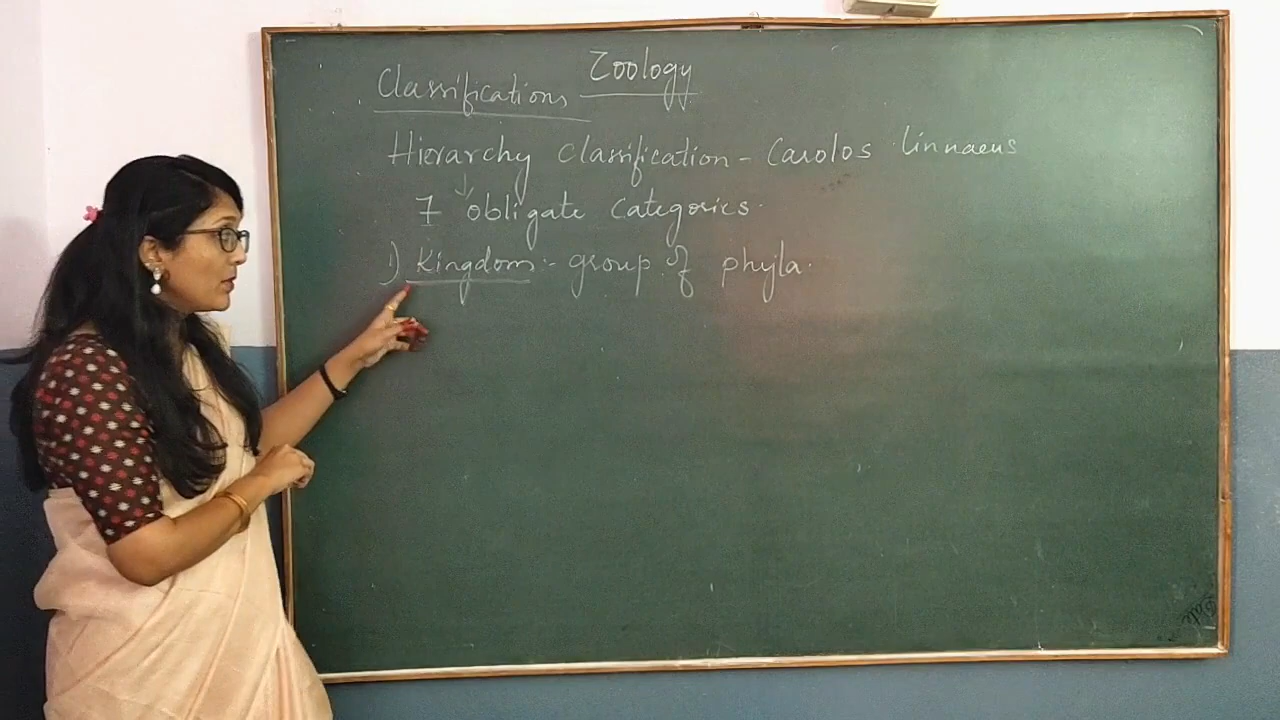 Zoology
Classifications
Hierarchy classification - Carolos linnaeus
7 obligate categories.
1) Kingdom :- group of phyla.